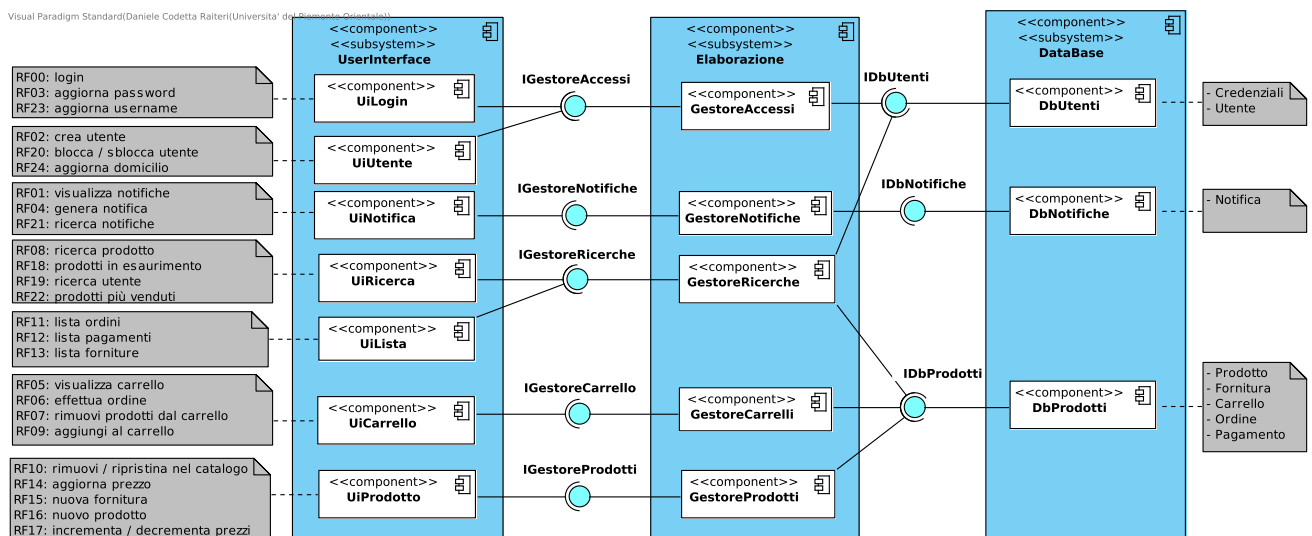 Visual Paradigm Standard(Daniele Codetta Raiteri(Universita' del Piemonte Orientale))
<<component>>
<<subsystem>>
UserInterface
<<component>>
<<subsystem>>
Elaborazione
<<component>>
<<subsystem>>
DataBase
RF00: login
RF03: aggiorna password
RF23: aggiorna username
<<component>>
UiLogin
IGestoreAccessi
<<component>>
GestoreAccessi
IDbUtenti
<<component>>
DbUtenti
- Credenziali
- Utente
RF02: crea utente
RF20: blocca / sblocca utente
RF24: aggiorna domicilio
<<component>>
UiUtente
RF01: visualizza notifiche
RF04: genera notifica
RF21: ricerca notifiche
<<component>>
UiNotifica
IGestoreNotifiche
<<component>>
GestoreNotifiche
IDbNotifiche
<<component>>
DbNotifiche
- Notifica
RF08: ricerca prodotto
RF18: prodotti in esaurimento
RF19: ricerca utente
RF22: prodotti più venduti
<<component>>
UiRicerca
IGestoreRicerche
<<component>>
GestoreRicerche
RF11: lista ordini
RF12: lista pagamenti
RF13: lista forniture
<<component>>
UiLista
RF05: visualizza carrello
RF06: effettua ordine
RF07: rimuovi prodotti dal carrello
RF09: aggiungi al carrello
<<component>>
UiCarrello
IGestoreCarrello
<<component>>
GestoreCarrelli
IDbProdotti
<<component>>
DbProdotti
- Prodotto
- Fornitura
- Carrello
- Ordine
- Pagamento
RF10: rimuovi / ripristina nel catalogo
RF14: aggiorna prezzo
RF15: nuova fornitura
RF16: nuovo prodotto
RF17: incrementa / decrementa prezzi
<<component>>
UiProdotto
IGestoreProdotti
<<component>>
GestoreProdotti